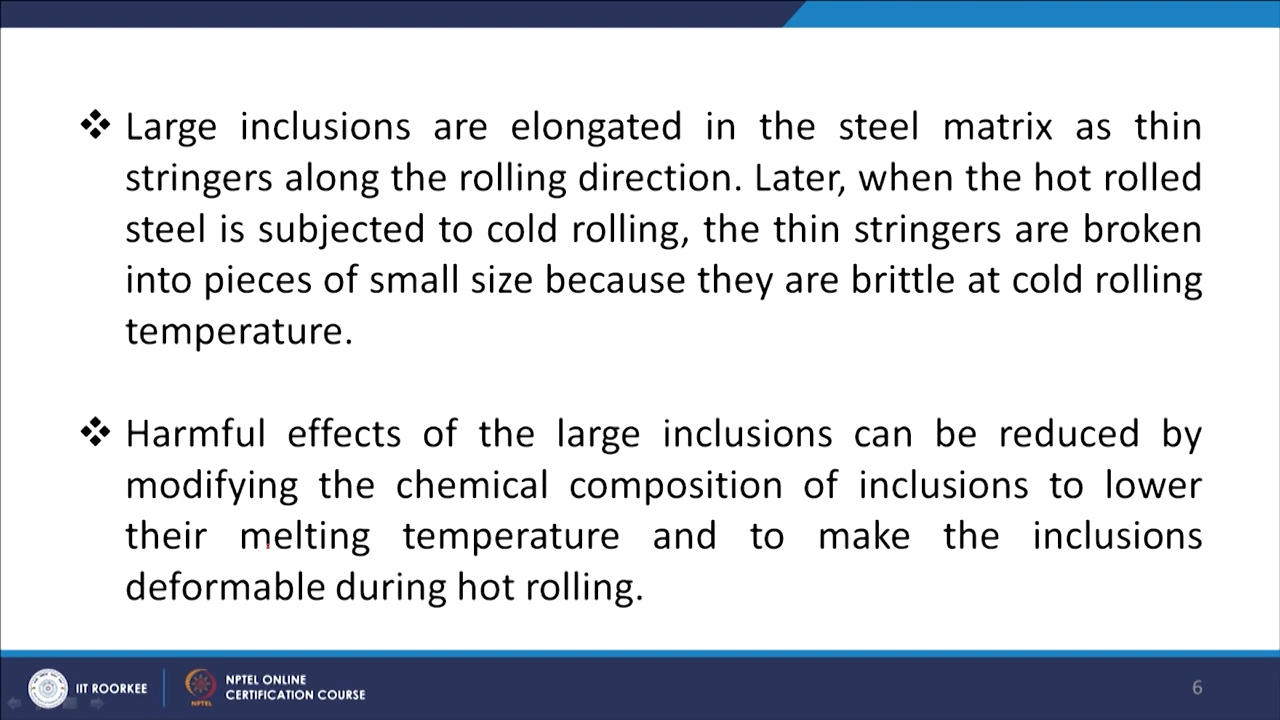 ❖ Large inclusions are elongated in the steel matrix as thin
stringers along the rolling direction. Later, when the hot rolled
steel is subjected to cold rolling, the thin stringers are broken
into pieces of small size because they are brittle at cold rolling
temperature.
❖ Harmful effects of the large inclusions can be reduced by
modifying the chemical composition of inclusions to lower
their melting temperature and to make the inclusions
deformable during hot rolling.
IIT ROORKEE
NPTEL
NPTEL ONLINE
CERTIFICATION COURSE
6